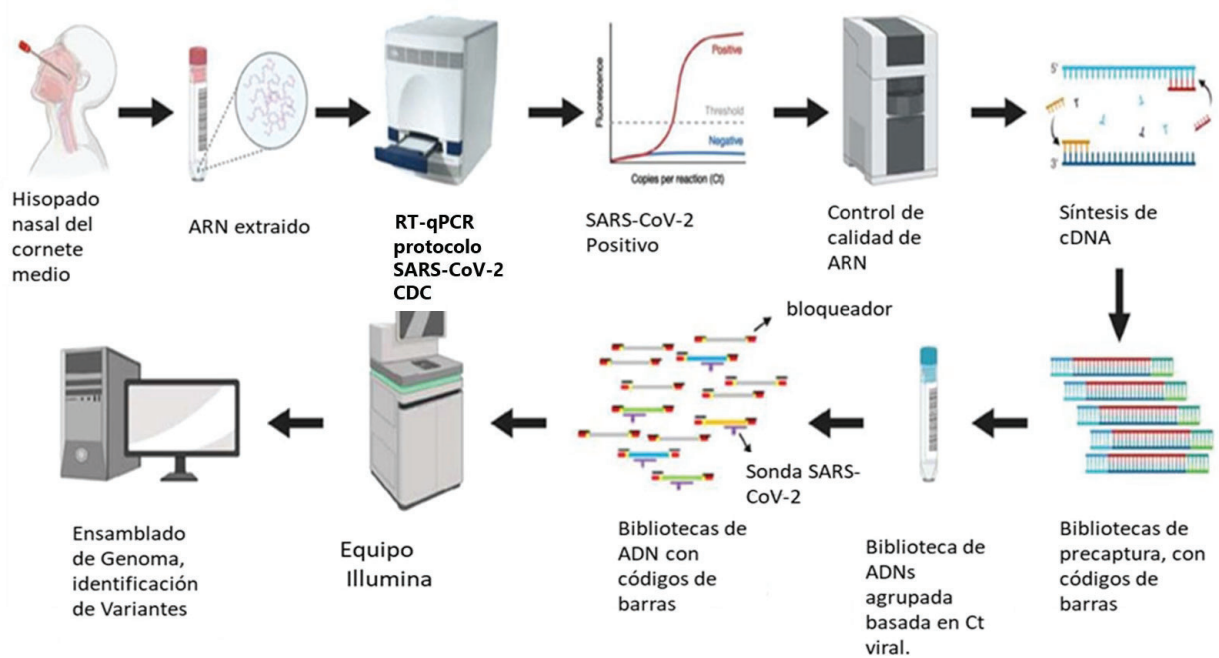 Hisopado
nasal del
cornete
medio
ARN extraido
RT-qPCR
protocolo
SARS-CoV-2
CDC
Fluorescence
Positive
Threshold
Negative
Copies per reaction (Ct)
SARS-CoV-2
Positivo
Control de
calidad de
ARN
5'
3'
Síntesis de
cDNA
Bibliotecas de
precaptura, con
códigos de
barras
Biblioteca de
ADNs
agrupada
basada en Ct
viral.
bloqueador
Sonda SARS-
CoV-2
Bibliotecas de
ADN con
códigos de
barras
Equipo
Illumina
Ensamblado
de Genoma,
identificación
de Variantes